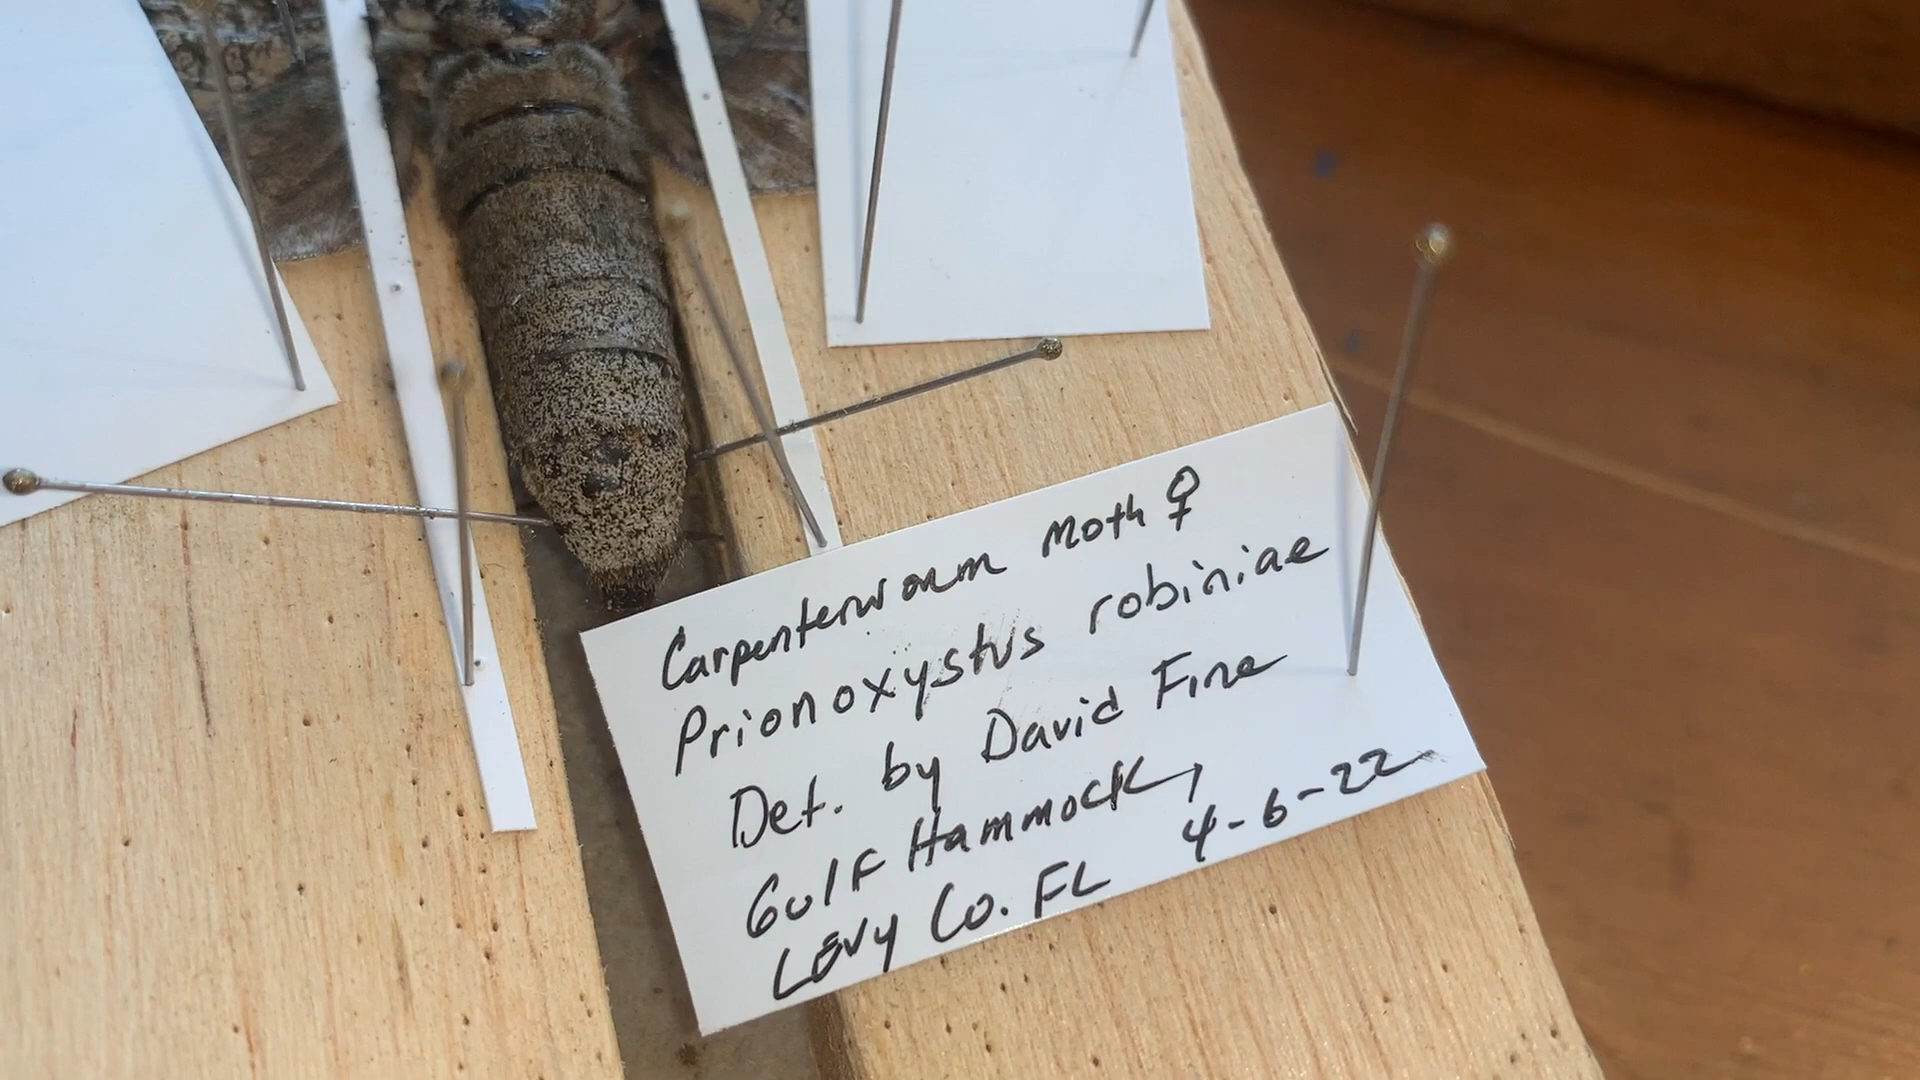 Carpenterworm Moth ♀
Prionoxystus robiniae
Det. by David Fine
Gulf Hammock,
Levy Co. FL 4-6-22